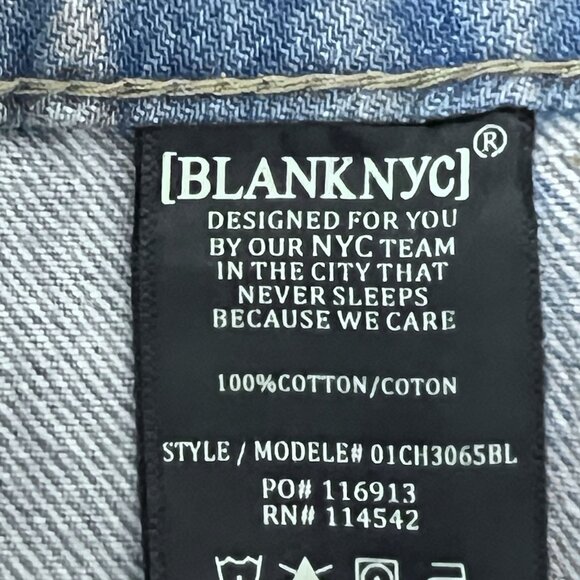 [BLANKNYC]®
DESIGNED FOR YOU
BY OUR NYC TEAM
IN THE CITY THAT
NEVER SLEEPS
BECAUSE WE CARE
100%COTTON/COTON
STYLE / MODELE# 01CH3065BL
PO# 116913
RN# 114542